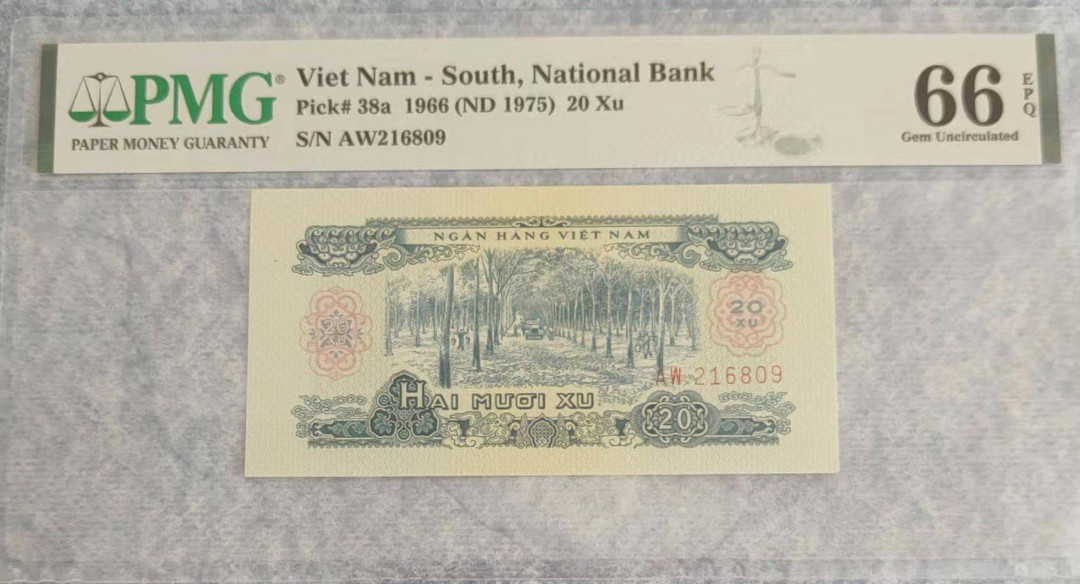 PMG®
PAPER MONEY GUARANTY
Viet Nam - South, National Bank
Pick# 38a 1966 (ND 1975) 20 Xu
S/N AW216809
66
EPQ
Gem Uncirculated
NGÂN HÀNG VIỆT NAM
20
20
XU
AW 216809
HAI MƯƠI XU
20